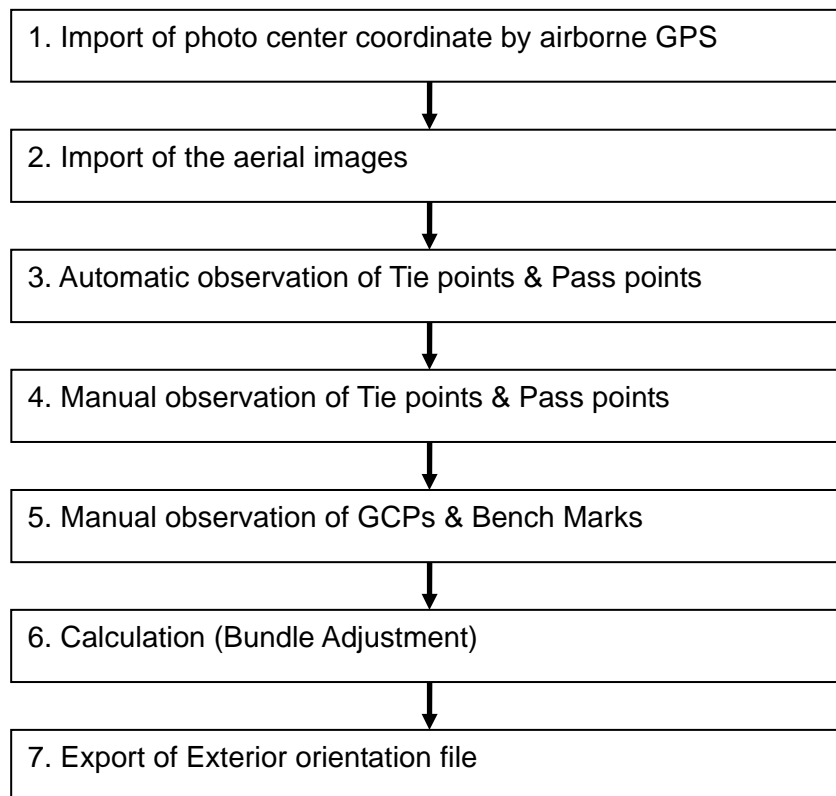 1. Import of photo center coordinate by airborne GPS
2. Import of the aerial images
3. Automatic observation of Tie points & Pass points
4. Manual observation of Tie points & Pass points
5. Manual observation of GCPs & Bench Marks
6. Calculation (Bundle Adjustment)
7. Export of Exterior orientation file